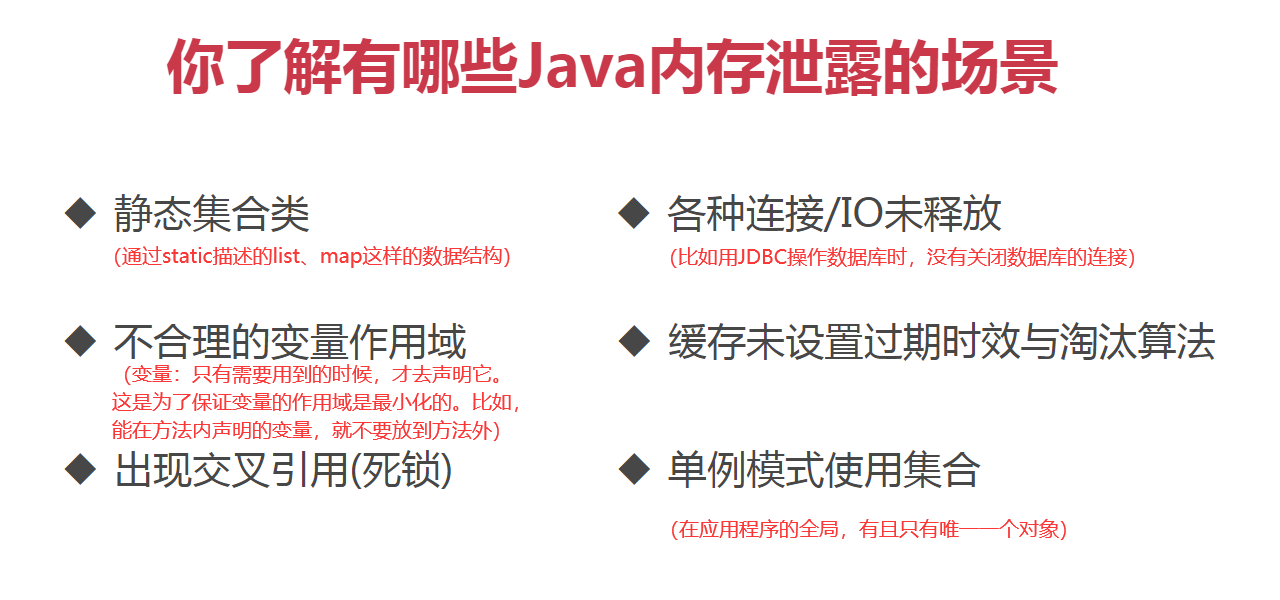 你了解有哪些Java内存泄露的场景
◆ 静态集合类
(通过static描述的list、map这样的数据结构)
◆ 各种连接/IO未释放
(比如用JDBC操作数据库时，没有关闭数据库的连接)
◆ 不合理的变量作用域
(变量：只有需要用到的时候，才去声明它。
这是为了保证变量的作用域是最小化的。比如，
能在方法内声明的变量，就不要放到方法外)
◆ 缓存未设置过期时效与淘汰算法
◆ 出现交叉引用(死锁)
◆ 单例模式使用集合
(在应用程序的全局，有且只有唯一一个对象)